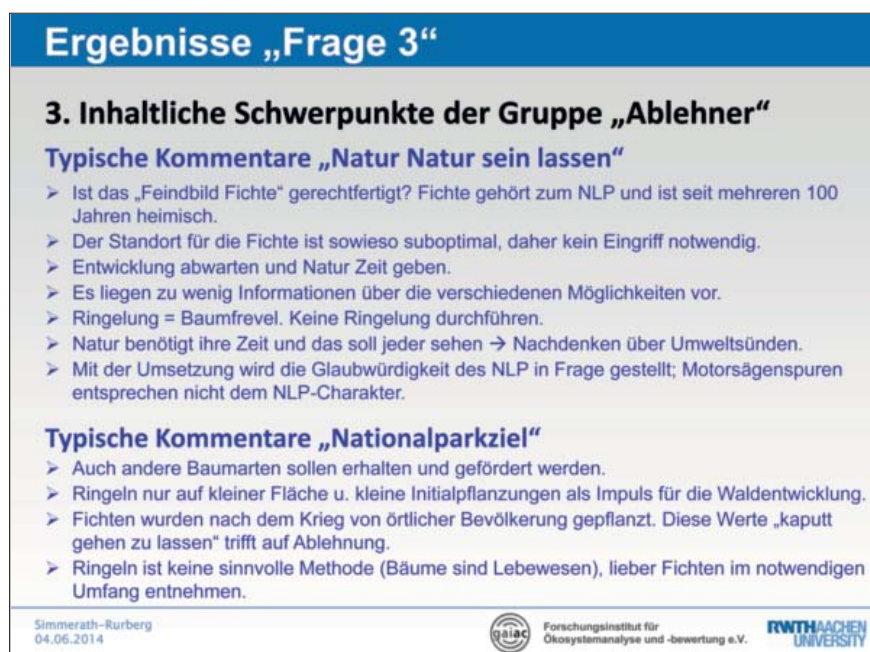 Ergebnisse „Frage 3“
3. Inhaltliche Schwerpunkte der Gruppe „Ablehner“
Typische Kommentare „Natur Natur sein lassen“
➢ Ist das „Feindbild Fichte“ gerechtfertigt? Fichte gehört zum NLP und ist seit mehreren 100
Jahren heimisch.
➢ Der Standort für die Fichte ist sowieso suboptimal, daher kein Eingriff notwendig.
➢ Entwicklung abwarten und Natur Zeit geben.
➢ Es liegen zu wenig Informationen über die verschiedenen Möglichkeiten vor.
➢ Ringelung = Baumfrevel. Keine Ringelung durchführen.
➢ Natur benötigt ihre Zeit und das soll jeder sehen → Nachdenken über Umweltsünden.
➢ Mit der Umsetzung wird die Glaubwürdigkeit des NLP in Frage gestellt; Motorsägenspuren
entsprechen nicht dem NLP-Charakter.
Typische Kommentare „Nationalparkziel“
➢ Auch andere Baumarten sollen erhalten und gefördert werden.
➢ Ringeln nur auf kleiner Fläche u. kleine Initialpflanzungen als Impuls für die Waldentwicklung.
➢ Fichten wurden nach dem Krieg von örtlicher Bevölkerung gepflanzt. Diese Werte „kaputt
gehen zu lassen“ trifft auf Ablehnung.
➢ Ringeln ist keine sinnvolle Methode (Bäume sind Lebewesen), lieber Fichten im notwendigen
Umfang entnehmen.
Simmerath-Rurberg
04.06.2014
gaiac
Forschungsinstitut für
Ökosystemanalyse und -bewertung e.V.
RWTHAACHEN
UNIVERSITY